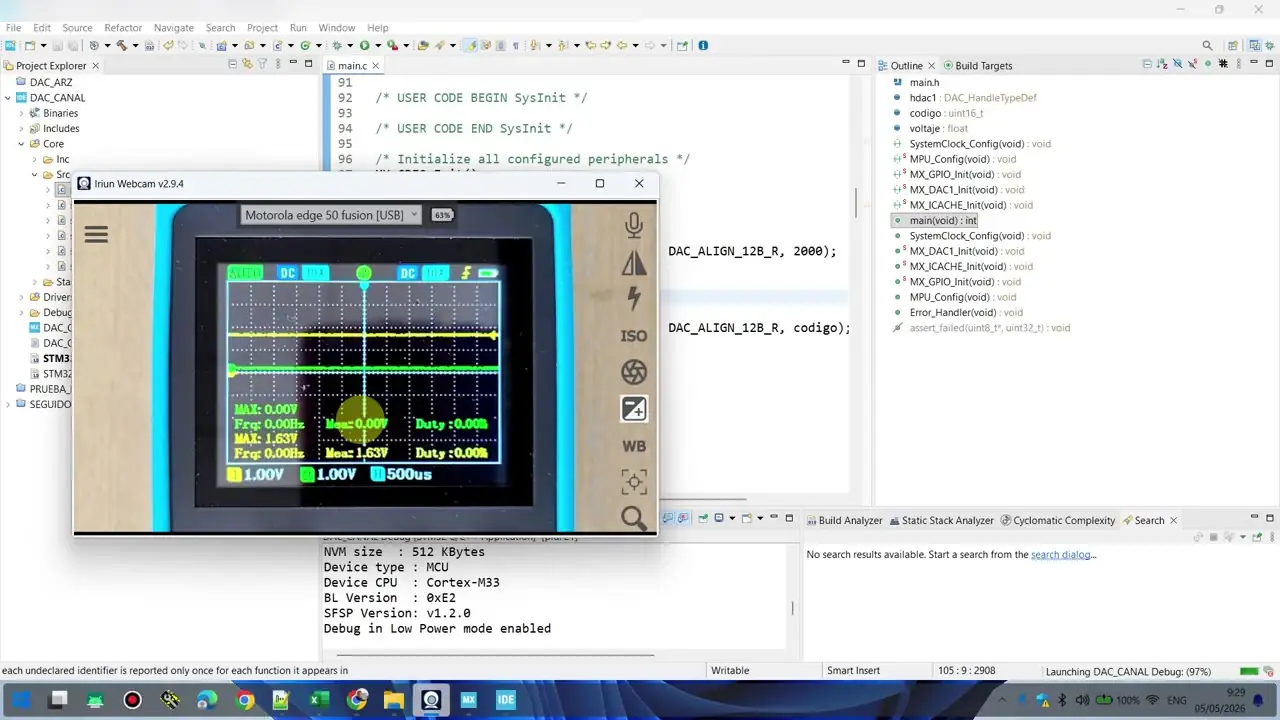 File Edit Source Refactor Navigate Search Project Run Window Help
Project Explorer
main.c
Outline
Build Targets
DAC_ARZ
DAC_CANAL
Binaries
Includes
Core
Inc
Src
Sta
Driver
Debug
DAC_C
DAC_C
STM3
STM32
PRUEBA_
SEGUIDO
91
92 /* USER CODE BEGIN SysInit */
93
94 /* USER CODE END SysInit */
95
96 /* Initialize all configured peripherals */
DAC_ALIGN_12B_R, 2000);
DAC_ALIGN_12B_R, codigo);
Iriun Webcam v2.9.4
Motorola edge 50 fusion [USB]
63%
ISO
WB
DC
DC
MAX: 0.00V
Frq: 0.00Hz Mea: 0.00V Duty: 0.00%
MAX: 1.63V
Frq: 0.00Hz Mea: 1.63V Duty: 0.00%
1.00V 1.00V 500us
main.h
hdac1 : DAC_HandleTypeDef
codigo : uint16_t
voltaje : float
SystemClock_Config(void) : void
MPU_Config(void) : void
MX_GPIO_Init(void) : void
MX_DAC1_Init(void) : void
MX_ICACHE_Init(void) : void
main(void) : int
SystemClock_Config(void) : void
MX_DAC1_Init(void) : void
MX_ICACHE_Init(void) : void
MX_GPIO_Init(void) : void
MPU_Config(void) : void
Error_Handler(void) : void
assert_failed(uint8_t*, uint32_t) : void
NVM size : 512 KBytes
Device type : MCU
Device CPU : Cortex-M33
BL Version : 0xE2
SFSP Version: v1.2.0
Debug in Low Power mode enabled
Build Analyzer Static Stack Analyzer Cyclomatic Complexity Search
No search results available. Start a search from the search dialog...
each undeclared identifier is reported only once for each function it appears in
Writable
Smart Insert
105 : 9 : 2908
Launching DAC_CANAL Debug: (97%)
MX
IDE
100%
ENG
9:29
05/05/2026